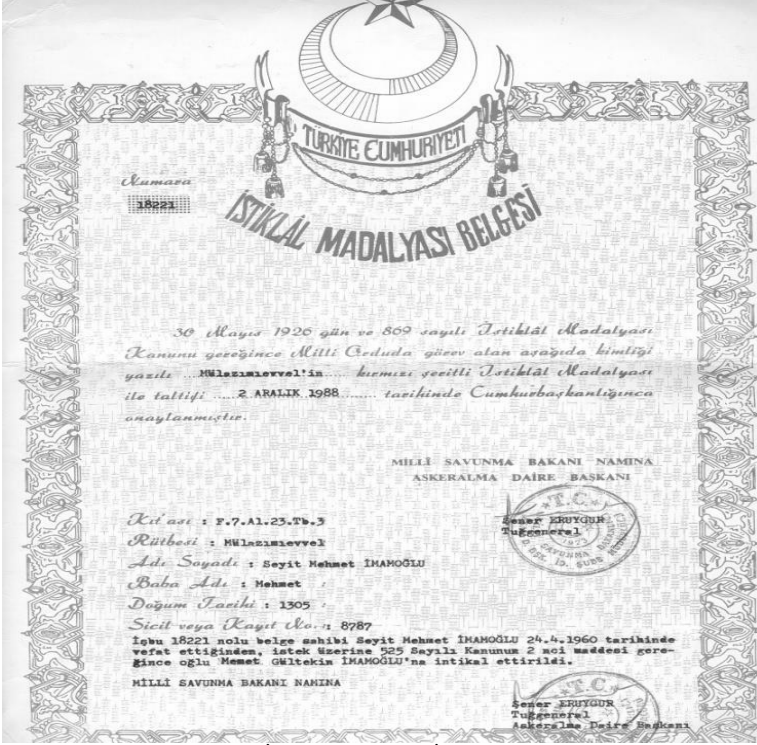 TÜRKİYE CUMHURİYETİ
İSTİKLÂL MADALYASI BELGESİ
Numara
18221
30 Mayıs 1926 gün ve 869 sayılı İstiklâl Madalyası
Kanunu gereğince Milli Orduda görev alan aşağıda kimliği
yazılı ....Mülazımıevvel'in..... kırmızı şeritli İstiklâl Madalyası
ile taltifi ......2 ARALIK 1988........ tarihinde Cumhurbaşkanlığınca
onaylanmıştır.
MİLLÎ SAVUNMA BAKANI NAMINA
ASKERALMA DAİRE BAŞKANI
T.C.
Şener ERUYGUR
Tuğgeneral
Kıt'ası : F.7.Al.23.Tb.3
Rütbesi : Mülazımıevvel
Adı Soyadı : Seyit Mehmet İMAMOĞLU
Baba Adı : Mehmet :
Doğum Tarihi : 1305 :
Sicil veya Kayıt No. : 8787
İşbu 18221 nolu belge sahibi Seyit Mehmet İMAMOĞLU 24.4.1960 tarihinde
vefat ettiğinden, istek üzerine 525 Sayılı Kanunun 2 nci maddesi gere-
ğince oğlu Memet Gültekin İMAMOĞLU'na intikal ettirildi.
MİLLİ SAVUNMA BAKANI NAMINA
T.C.
Şener ERUYGUR
Tuğgeneral
Askeralma Daire Başkanı